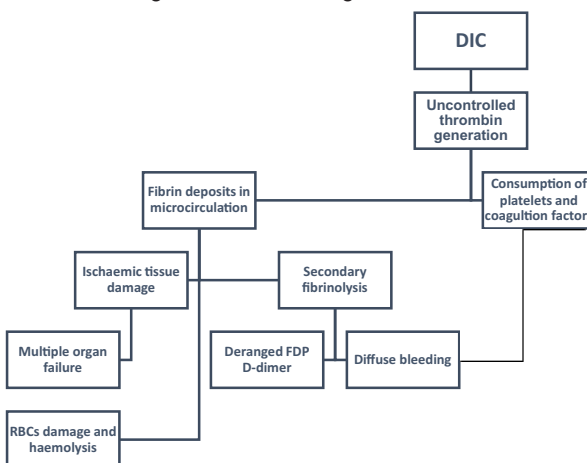 DIC
Uncontrolled
thrombin
generation
Fibrin deposits in
microcirculation
Consumption of
platelets and
coagultion factor
Ischaemic tissue
damage
Secondary
fibrinolysis
Multiple organ
failure
Deranged FDP
D-dimer
Diffuse bleeding
RBCs damage and
haemolysis